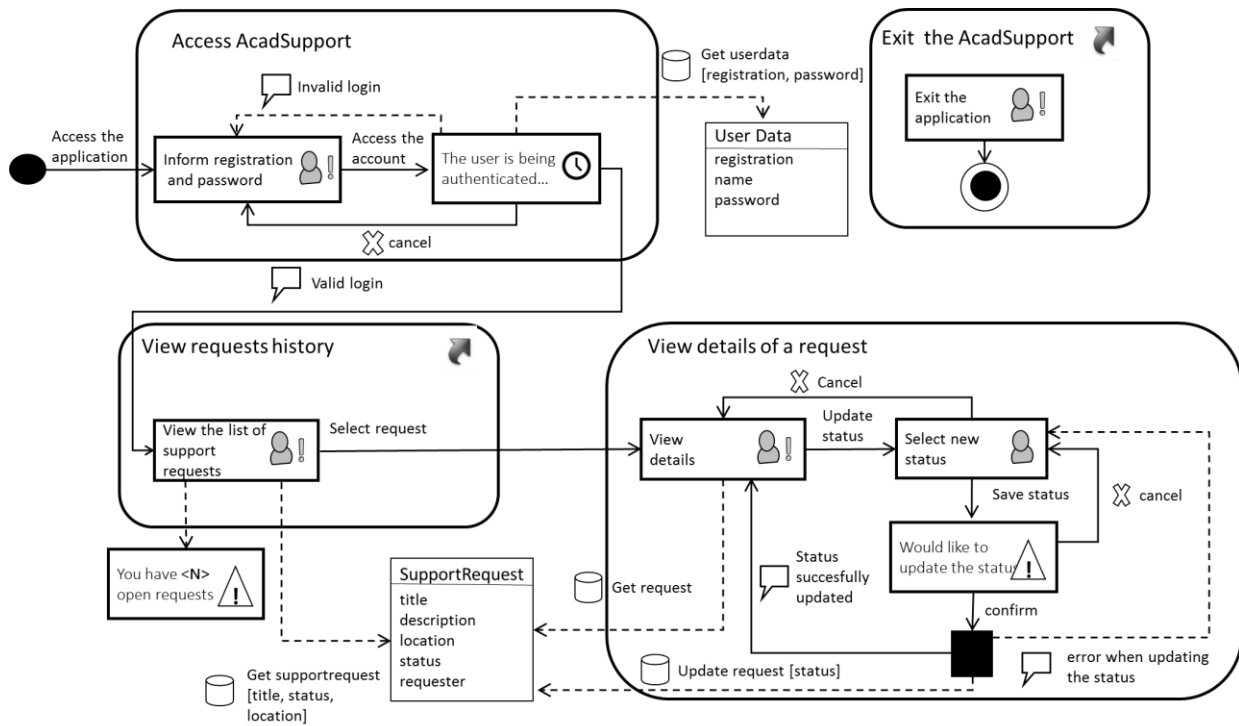 Access AcadSupport
Invalid login
Access the
application
Inform registration
and password
Access the
account
The user is being
authenticated...
cancel
Valid login
Get userdata
[registration, password]
User Data
registration
name
password
Exit the AcadSupport
Exit the
application
View requests history
View the list of
support
requests
Select request
You have <N>
open requests
!
SupportRequest
title
description
location
status
requester
Get supportrequest
[title, status,
location]
View details of a request
Cancel
View
details
Update
status
Select new
status
Save status
cancel
Would like to
update the status
!
confirm
Get request
Status
succesfully
updated
Update request [status]
error when updating
the status